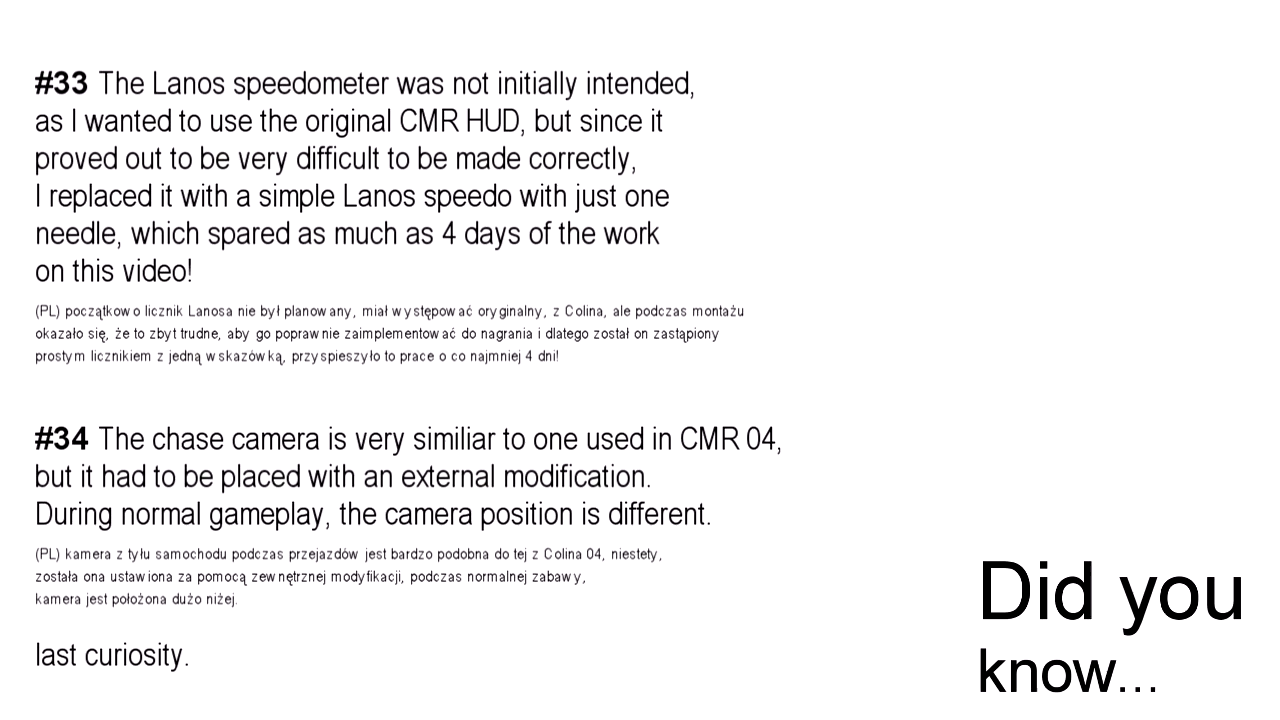 #33 The Lanos speedometer was not initially intended,
as I wanted to use the original CMR HUD, but since it
proved out to be very difficult to be made correctly,
I replaced it with a simple Lanos speedo with just one
needle, which spared as much as 4 days of the work
on this video!
(PL) początkowo licznik Lanosa nie był planowany, miał występować oryginalny, z Colina, ale podczas montażu
okazało się, że to zbyt trudne, aby go poprawnie zaimplementować do nagrania i dlatego został on zastąpiony
prostym licznikiem z jedną wskazówką, przyspieszyło to prace o co najmniej 4 dni!
#34 The chase camera is very similiar to one used in CMR 04,
but it had to be placed with an external modification.
During normal gameplay, the camera position is different.
(PL) kamera z tyłu samochodu podczas przejazdów jest bardzo podobna do tej z Colina 04, niestety,
została ona ustawiona za pomocą zewnętrznej modyfikacji, podczas normalnej zabawy,
kamera jest położona dużo niżej.
last curiosity.
Did you
know...